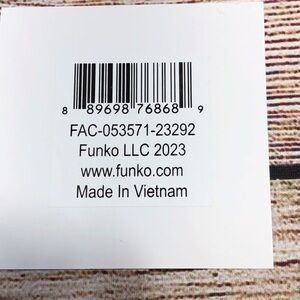 8 89698 76868 9
FAC-053571-23292
Funko LLC 2023
www.funko.com
Made In Vietnam